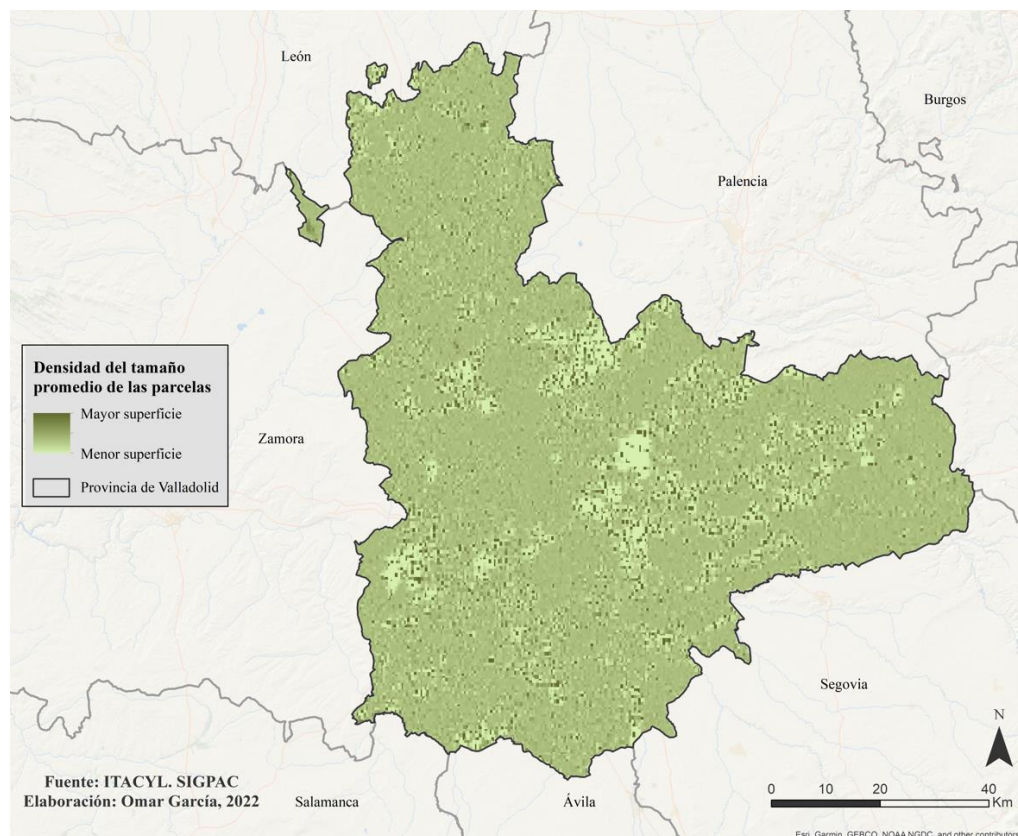 León
Burgos
Palencia
Densidad del tamaño
promedio de las parcelas
Mayor superficie
Menor superficie
Provincia de Valladolid
Zamora
Segovia
N
Fuente: ITACYL. SIGPAC
Elaboración: Omar García, 2022
Salamanca
Ávila
0 10 20 40
Km
Esri, Garmin, GEBCO, NOAA NGDC, and other contributors